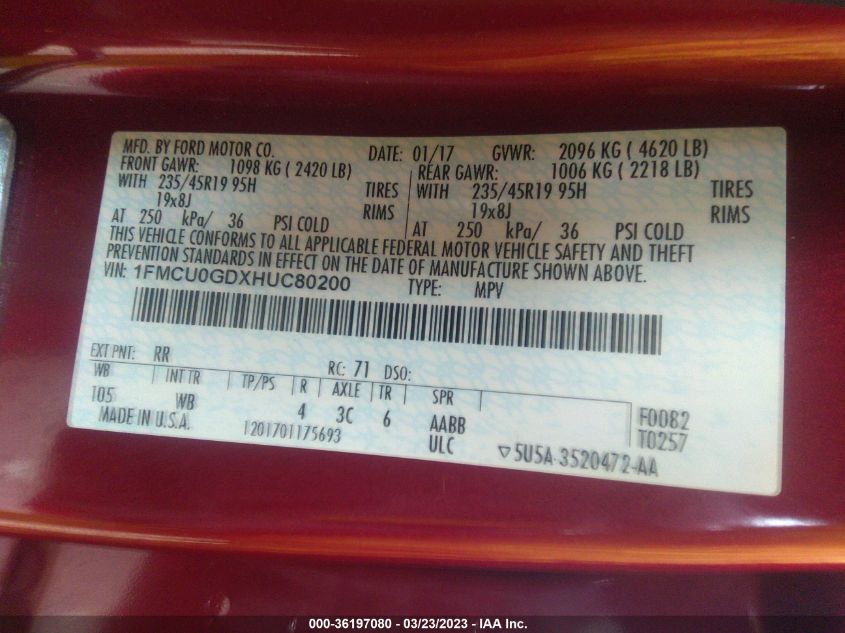 MFD. BY FORD MOTOR CO. DATE: 01/17 GVWR: 2096 KG ( 4620 LB)
FRONT GAWR: 1098 KG ( 2420 LB) REAR GAWR: 1006 KG ( 2218 LB)
WITH 235/45R19 95H TIRES WITH 235/45R19 95H TIRES
19x8J RIMS 19x8J RIMS
AT 250 kPa/ 36 PSI COLD AT 250 kPa/ 36 PSI COLD
THIS VEHICLE CONFORMS TO ALL APPLICABLE FEDERAL MOTOR VEHICLE SAFETY AND THEFT
PREVENTION STANDARDS IN EFFECT ON THE DATE OF MANUFACTURE SHOWN ABOVE.
VIN: 1FMCU0GDXHUC80200 TYPE: MPV
EXT PNT: RR RC: 71 DSO:
WB INT TR TP/PS R AXLE TR SPR
105 WB 4 3C 6 AABB F0082
MADE IN U.S.A. 1201701175693 ULC T0257
▽5U5A-3520472-AA
000-36197080 - 03/23/2023 - IAA Inc.